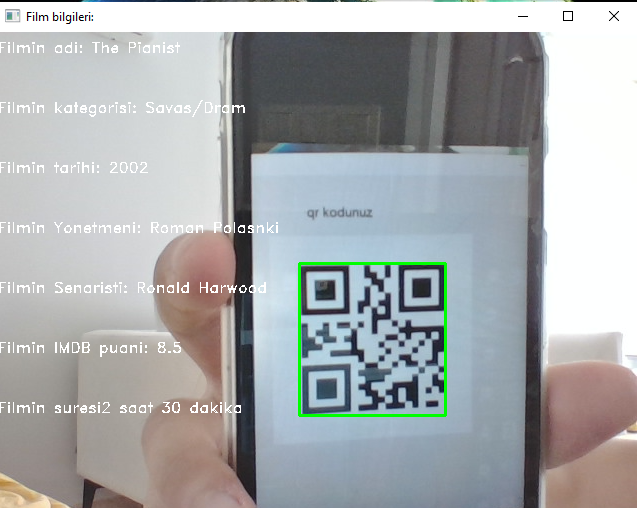 Film bilgileri:
Filmin adi: The Pianist
Filmin kategorisi: Savas/Dram
Filmin tarihi: 2002
qr kodunuz
Filmin Yonetmeni: Roman Polasnki
Filmin Senaristi: Ronald Harwood
Filmin IMDB puani: 8.5
Filmin suresi2 saat 30 dakika